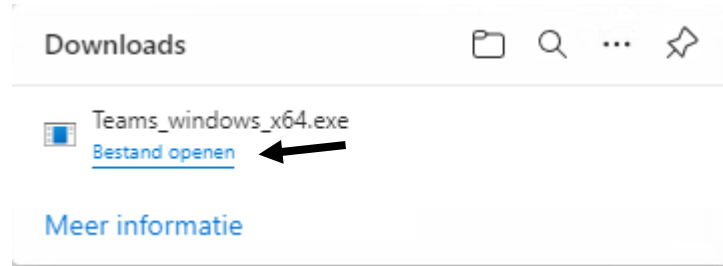 Downloads
Teams_windows_x64.exe
Bestand openen
Meer informatie